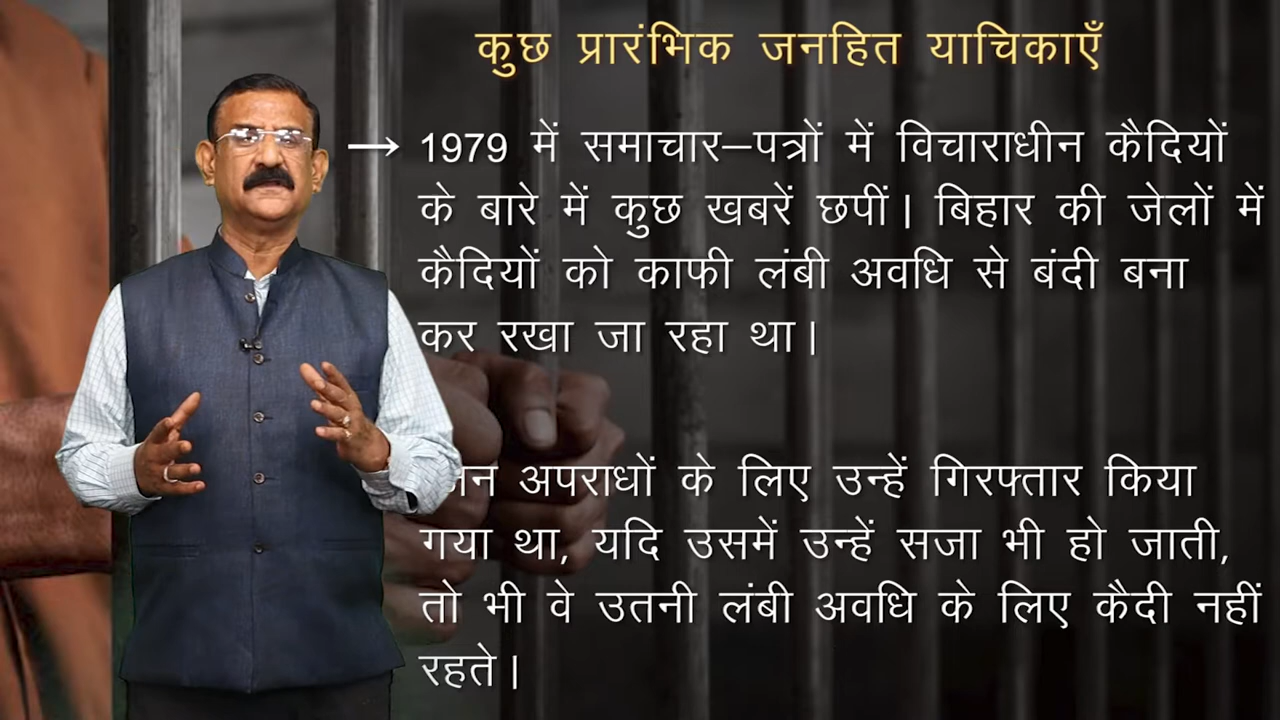 कुछ प्रारंभिक जनहित याचिकाएँ
→ 1979 में समाचार–पत्रों में विचाराधीन कैदियों
के बारे में कुछ खबरें छपीं। बिहार की जेलों में
कैदियों को काफी लंबी अवधि से बंदी बना
कर रखा जा रहा था।
अपराधों के लिए उन्हें गिरफ्तार किया
गया था, यदि उसमें उन्हें सजा भी हो जाती,
तो भी वे उतनी लंबी अवधि के लिए कैदी नहीं
रहते।